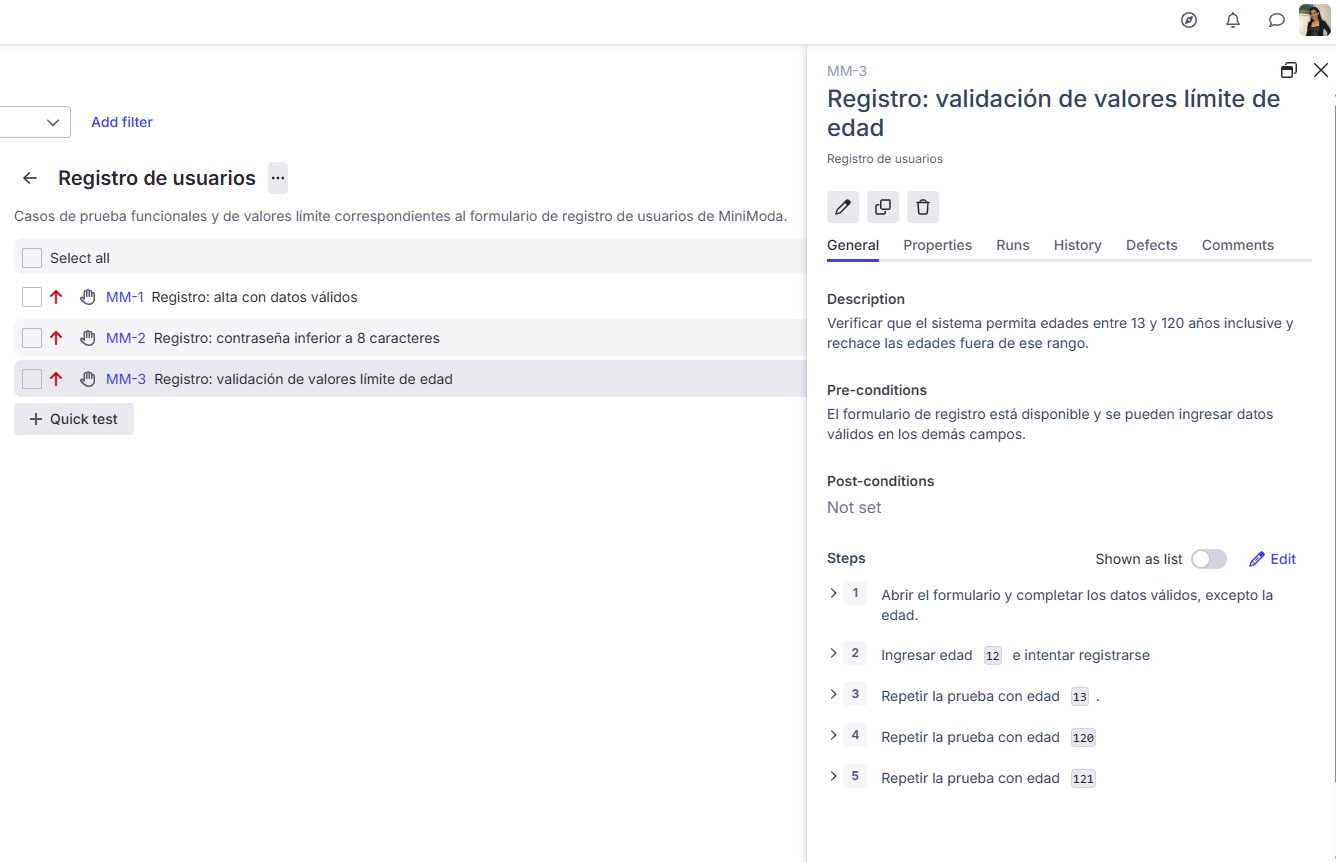 Add filter
Registro de usuarios
Casos de prueba funcionales y de valores límite correspondientes al formulario de registro de usuarios de MiniModa.
Select all
MM-1 Registro: alta con datos válidos
MM-2 Registro: contraseña inferior a 8 caracteres
MM-3 Registro: validación de valores límite de edad
Quick test
MM-3
Registro: validación de valores límite de
edad
Registro de usuarios
General Properties Runs History Defects Comments
Description
Verificar que el sistema permita edades entre 13 y 120 años inclusive y
rechace las edades fuera de ese rango.
Pre-conditions
El formulario de registro está disponible y se pueden ingresar datos
válidos en los demás campos.
Post-conditions
Not set
Steps Shown as list Edit
1 Abrir el formulario y completar los datos válidos, excepto la
edad.
2 Ingresar edad 12 e intentar registrarse
3 Repetir la prueba con edad 13 .
4 Repetir la prueba con edad 120
5 Repetir la prueba con edad 121